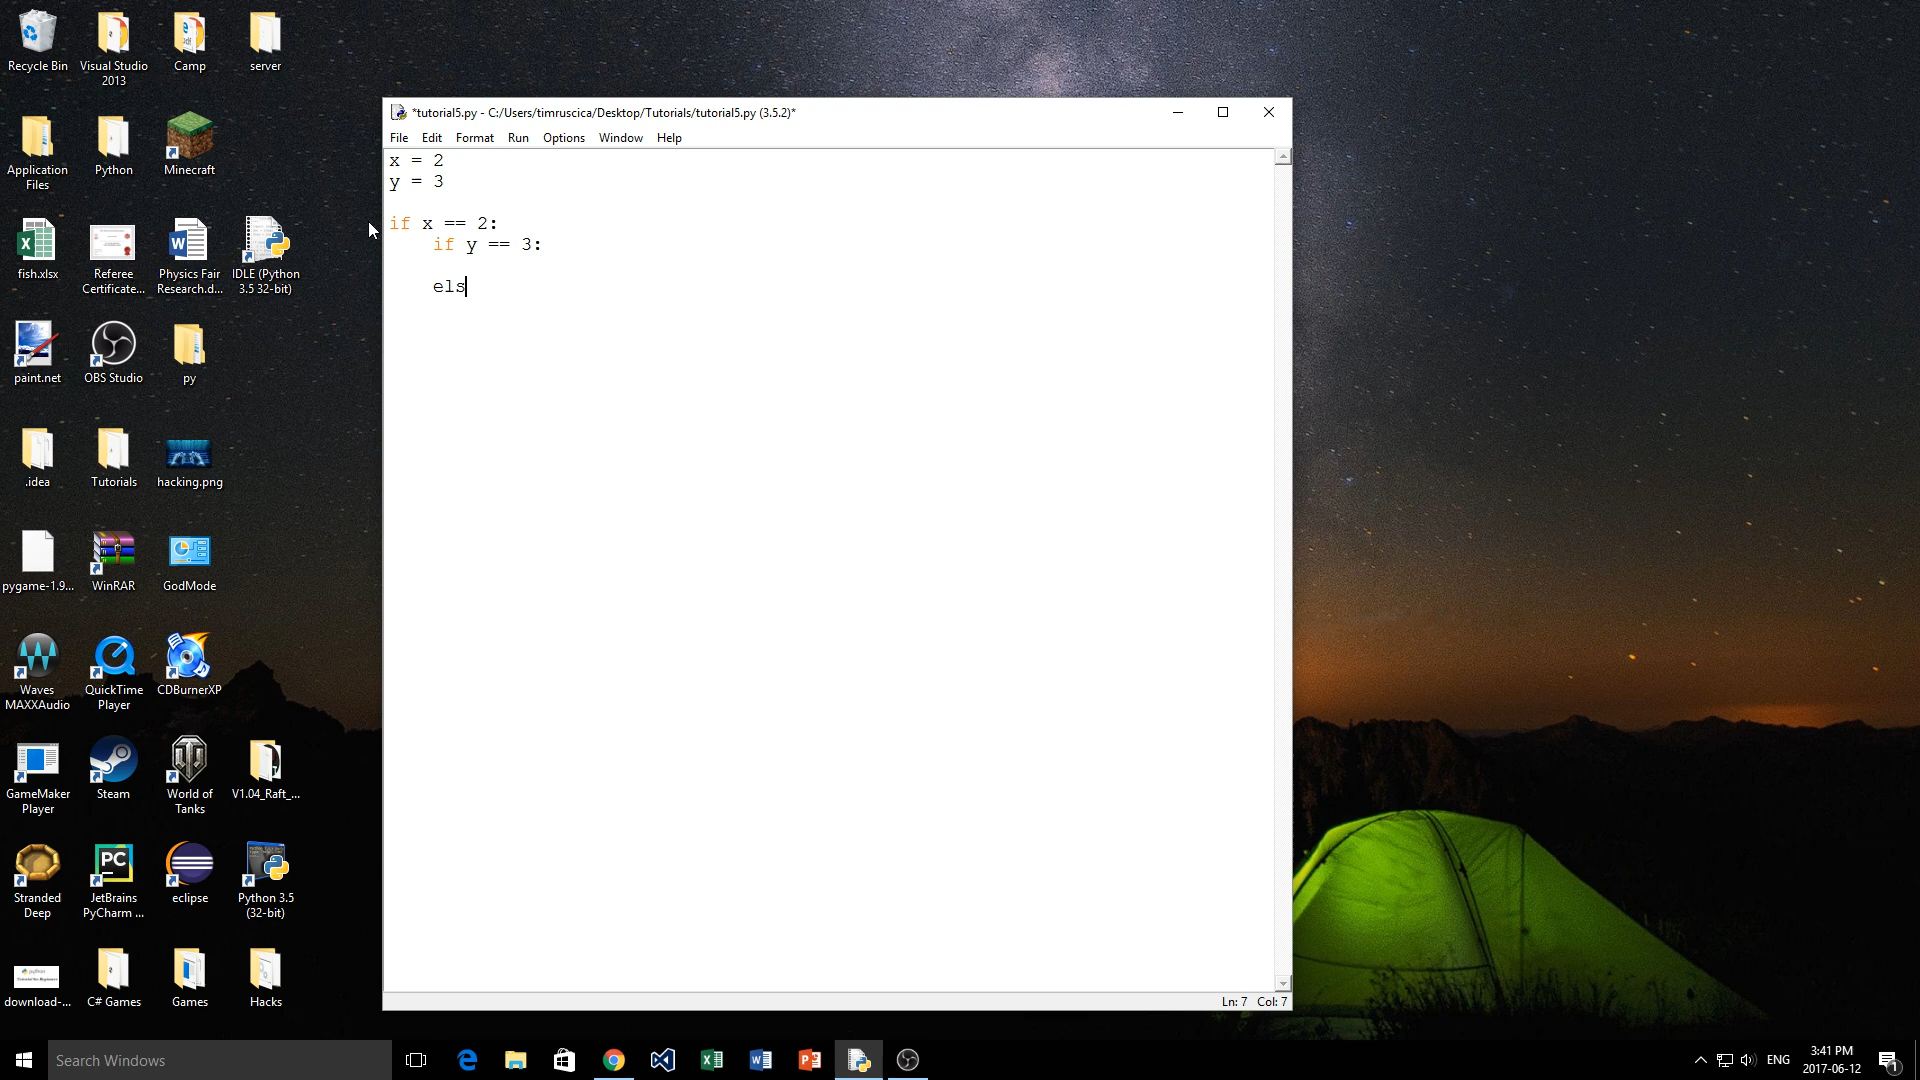 Recycle Bin
Visual Studio
2013
Camp
server
Application
Files
Python
Minecraft
fish.xlsx
Referee
Certificate...
Physics Fair
Research.d...
IDLE (Python
3.5 32-bit)
paint.net
OBS Studio
py
.idea
Tutorials
hacking.png
pygame-1.9...
WinRAR
GodMode
Waves
MAXXAudio
QuickTime
Player
CDBurnerXP
GameMaker
Player
Steam
World of
Tanks
V1.04_Raft_...
Stranded
Deep
JetBrains
PyCharm ...
eclipse
Python 3.5
(32-bit)
download-...
C# Games
Games
Hacks
*tutorial5.py - C:/Users/timruscica/Desktop/Tutorials/tutorial5.py (3.5.2)*
File Edit Format Run Options Window Help
x = 2
y = 3
if x == 2:
    if y == 3:
    els
Ln: 7 Col: 7
Search Windows
ENG
3:41 PM
2017-06-12
1